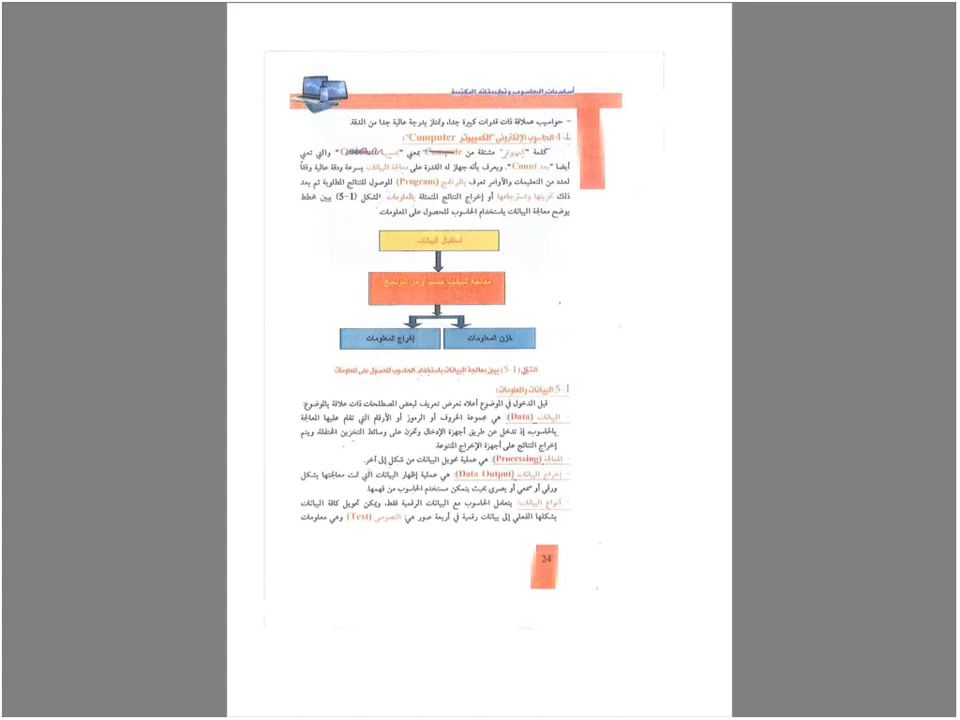 أساسيات الحاسوب وتطبيقاته المكتبية
- حواسيب عملاقة ذات قدرات كبيرة جدا، وتمتاز بدرجة عالية جدا من الدقة.
1-4 الحاسوب الإلكتروني "الكمبيوتر Computer":
كلمة "كمبيوتر" مشتقة من Compute بمعنى "يحسب" والتي تعني
أيضا "يعد Count". ويعرف بأنه جهاز له القدرة على معالجة البيانات بسرعة ودقة عالية وفقاً
لعدد من التعليمات والأوامر تعرف بالبرنامج (Program) للوصول للنتائج المطلوبة ثم يعد
ذلك تخزينها واسترجاعها أو إخراج النتائج المتمثلة بالمعلومات. الشكل (1-5) يبين مخطط
يوضح معالجة البيانات باستخدام الحاسوب للحصول على المعلومات.
استقبال البيانات
معالجة البيانات حسب أوامر البرنامج
خزن المعلومات
إخراج المعلومات
الشكل (1-5) يبين معالجة البيانات باستخدام الحاسوب للحصول على المعلومات
1-5 البيانات والمعلومات:
قبل الدخول في الموضوع أعلاه نعرض تعريف لبعض المصطلحات ذات علاقة بالموضوع:
- البيانات (Data): هي مجموعة الحروف أو الرموز أو الأرقام التي تقام عليها المعالجة
بالحاسوب، إذ تدخل عن طريق أجهزة الإدخال وتخزن على وسائط التخزين المختلفة، ويتم
إخراج النتائج على أجهزة الإخراج المتنوعة.
- المعالجة (Processing): هي عملية تحويل البيانات من شكل إلى آخر.
- إخراج البيانات (Data Output): هي عملية إظهار البيانات التي تمت معالجتها بشكل
ورقي أو سمعي أو بصري بحيث يتمكن مستخدم الحاسوب من فهمها.
- أنواع البيانات: يتعامل الحاسوب مع البيانات الرقمية فقط، ويمكن تحويل كافة البيانات
بشكلها الفعلي إلى بيانات رقمية في أربعة صور هي: النصوص (Text) وهي معلومات
24